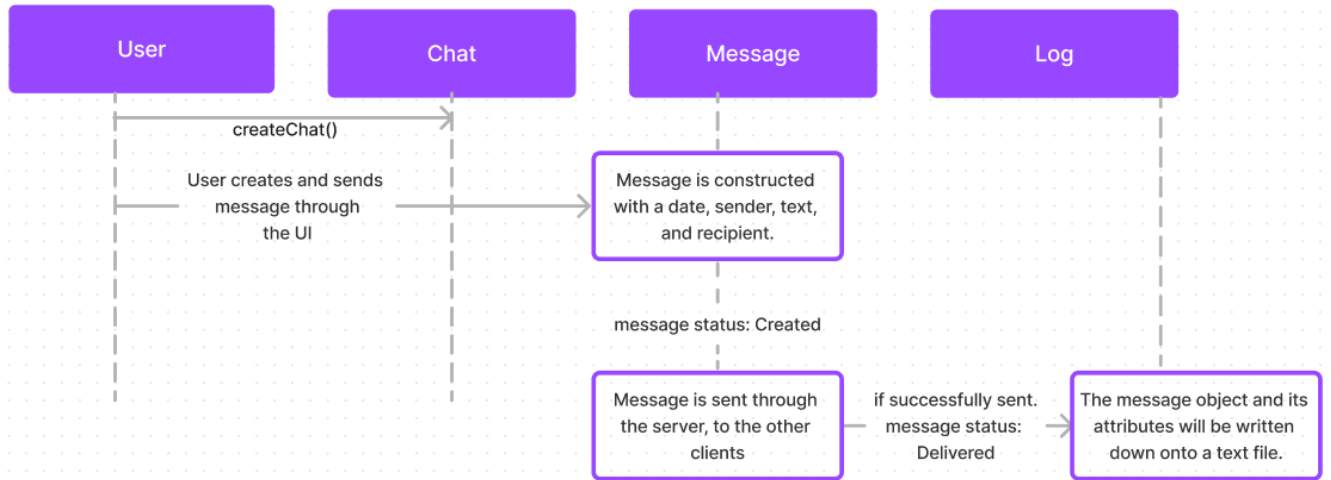 User
Chat
Message
Log
createChat()
User creates and sends
message through
the UI
Message is constructed
with a date, sender, text,
and recipient.
message status: Created
Message is sent through
the server, to the other
clients
if successfully sent.
message status:
Delivered
The message object and its
attributes will be written
down onto a text file.